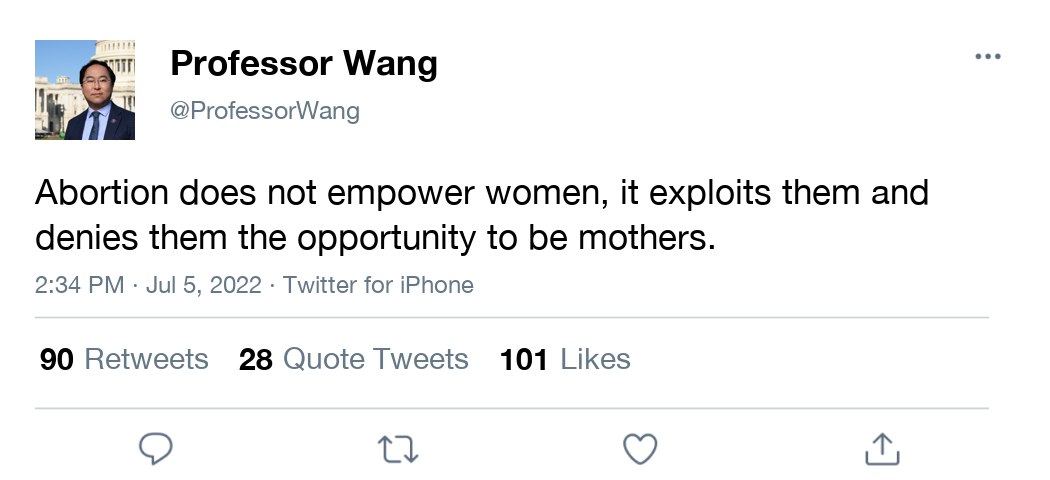 Professor Wang
@ProfessorWang
Abortion does not empower women, it exploits them and
denies them the opportunity to be mothers.
2:34 PM · Jul 5, 2022 · Twitter for iPhone
90 Retweets 28 Quote Tweets 101 Likes